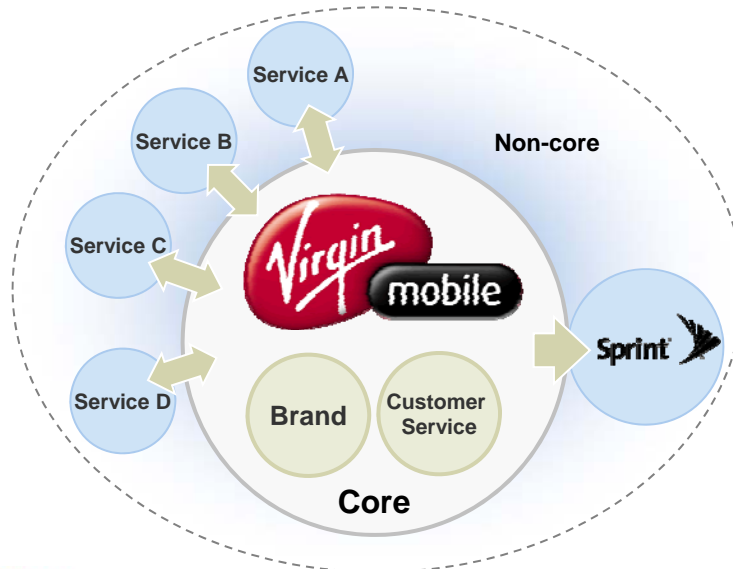 Service A
Service B
Non-core
Service C
Virgin
mobile
Sprint
Service D
Brand
Customer
Service
Core